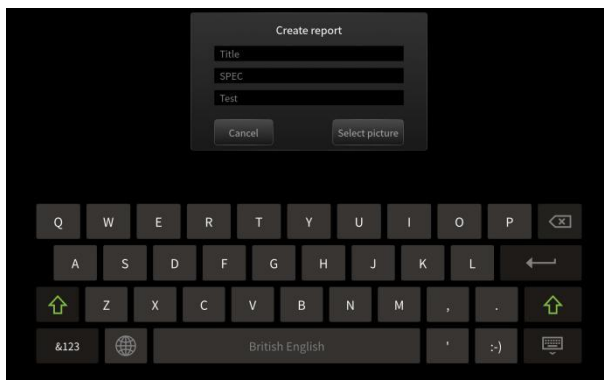 Create report
Title
SPEC
Test
Cancel Select picture
Q W E R T Y U I O P
A S D F G H J K L
Z X C V B N M , .
&123 British English ' :-)